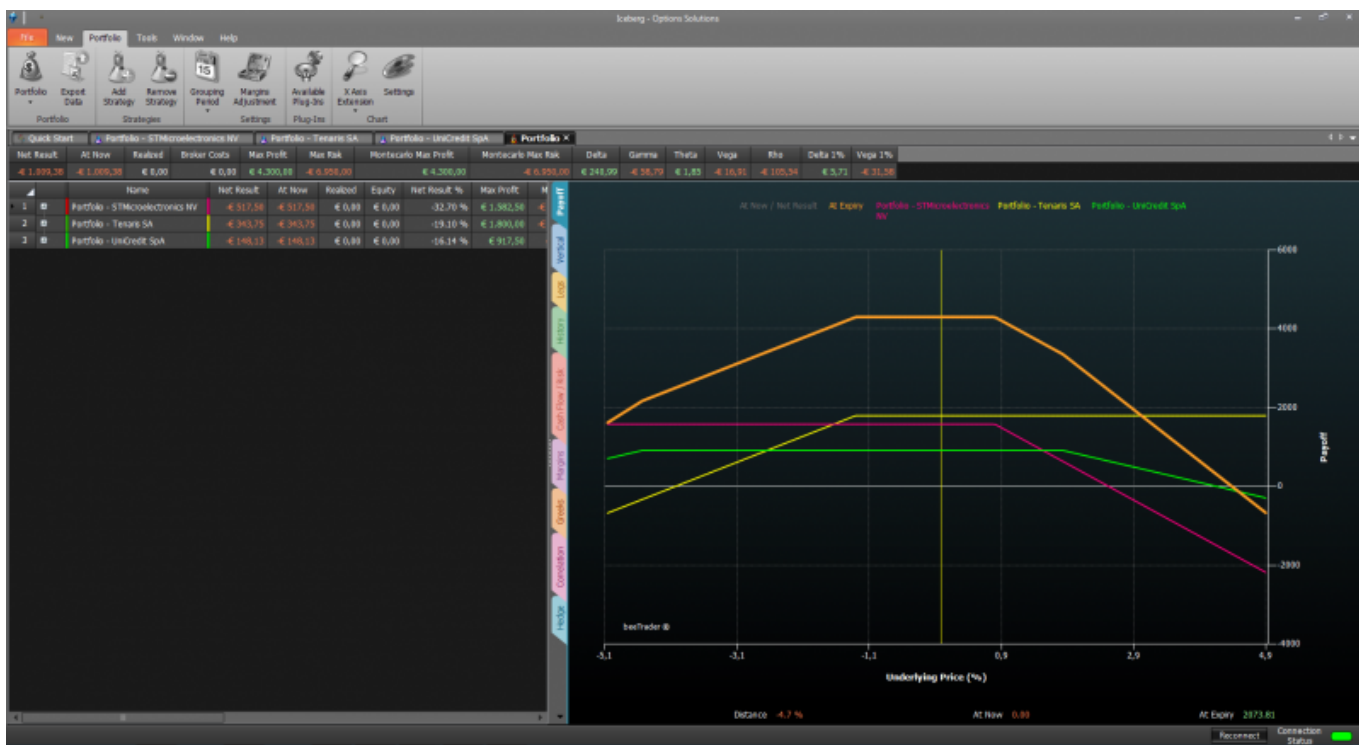 Iceberg - Options Solutions
File New Portfolio Tools Window Help
Portfolio Export Data Add Strategy Remove Strategy Grouping Period Margins Adjustment Available Plug-Ins X Axis Extension Settings
Portfolio Strategies Settings Plug-Ins Chart
Quick Start Portfolio - STMicroelectronics NV Portfolio - Tenaris SA Portfolio - UniCredit SpA Portfolio
Net Result At Now Realized Broker Costs Max Profit Max Risk Montecarlo Max Profit Montecarlo Max Risk Delta Gamma Theta Vega Rho Delta 1% Vega 1%
-€ 1.009,38 -€ 1.009,38 € 0,00 € 0,00 € 4.300,00 -€ 6.950,00 € 4.300,00 -€ 6.950,00 € 248,99 -€ 58,79 € 1,85 -€ 16,91 -€ 105,54 € 5,71 -€ 31,56
Name Net Result At Now Realized Equity Net Result % Max Profit M
1 Portfolio - STMicroelectronics NV -€ 517,50 -€ 517,50 € 0,00 € 0,00 -32.70 % € 1.582,50 -€
2 Portfolio - Tenaris SA -€ 343,75 -€ 343,75 € 0,00 € 0,00 -19.10 % € 1.800,00 -€
3 Portfolio - UniCredit SpA -€ 148,13 -€ 148,13 € 0,00 € 0,00 -16.14 % € 917,50
Payoff
Vertical
Legs
History
Cash Flow / Risk
Margins
Greeks
Correlation
Hedge
At Now / Net Result At Expiry Portfolio - STMicroelectronics NV Portfolio - Tenaris SA Portfolio - UniCredit SpA
6000
4000
2000
0
-2000
-4000
Payoff
beeTrader ®
-5,1 -3,1 -1,1 0,9 2,9 4,9
Underlying Price (%)
Distance -4.7 % At Now 0.00 At Expiry 2073.81
Reconnect Connection Status